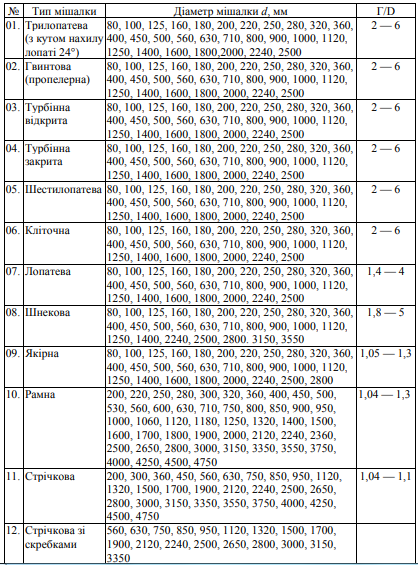 № Тип мішалки Діаметр мішалки d, мм Г/D
01. Трилопатева 80, 100, 125, 160, 180, 200, 220, 250, 280, 320, 360, 2 — 6
(з кутом нахилу 400, 450, 500, 560, 630, 710, 800, 900, 1000, 1120,
лопаті 24°) 1250, 1400, 1600, 1800,2000, 2240, 2500
02. Гвинтова 80, 100, 125, 160, 180, 200, 220, 250, 280, 320, 360, 2 — 6
(пропелерна) 400, 450, 500, 560, 630, 710, 800, 900, 1000, 1120,
1250, 1400, 1600, 1800, 2000, 2240, 2500
03. Турбінна 80, 100, 125, 160, 180, 200, 220, 250, 280, 320, 360, 2 — 6
відкрита 400, 450, 500, 560, 630, 710, 800, 900, 1000, 1120,
1250, 1400, 1600, 1800, 2000, 2240, 2500
04. Турбінна 80, 100, 125, 160, 180, 200, 220, 250, 280, 320, 360, 2 — 6
закрита 400, 450, 500, 560, 630, 710, 800, 900, 1000, 1120,
1250, 1400, 1600, 1800, 2000, 2240, 2500
05. Шестилопатева 80, 100, 125, 160, 180, 200, 220, 250, 280, 320, 360, 2 — 6
400, 450, 500, 560, 630, 710, 800, 900, 1000, 1120,
1250, 1400, 1600, 1800, 2000, 2240, 2500
06. Кліточна 80, 100, 125, 160, 180, 200, 220, 250, 280, 320, 360, 2 — 6
400, 450, 500, 560, 630, 710, 800, 900, 1000, 1120,
1250, 1400, 1600, 1800, 2000, 2240, 2500
07. Лопатева 80, 100, 125, 160, 180, 200, 220, 250, 280, 320, 360, 1,4 — 4
400, 450, 500, 560, 630, 710, 800, 900, 1000, 1120,
1250, 1400, 1600, 1800, 2000, 2240, 2500
08. Шнекова 80, 100, 125, 160, 180, 200, 220, 250, 280, 320, 360, 1,8 — 5
400, 450, 500, 560, 630, 710, 800, 900, 1000, 1120,
1250, 1400, 2240, 2500, 2800. 3150, 3550
09. Якірна 80, 100, 125, 160, 180, 200, 220, 250, 280, 320, 360, 1,05 — 1,3
400, 450, 500, 560, 630, 710, 800, 900, 1000, 1120,
1250, 1400, 1600, 1800, 2000, 2240, 2500, 2800
10. Рамна 200, 220, 250, 280, 300, 320, 360, 400, 450, 500, 1,04 — 1,3
530, 560, 600, 630, 710, 750, 800, 850, 900, 950,
1000, 1060, 1120, 1180, 1250, 1320, 1400, 1500,
1600, 1700, 1800, 1900, 2000, 2120, 2240, 2360,
2500, 2650, 2800, 3000, 3150, 3350, 3550, 3750,
4000, 4250, 4500, 4750
11. Стрічкова 200, 300, 360, 450, 560, 630, 750, 850, 950, 1120, 1,04 — 1,1
1320, 1500, 1700, 1900, 2120, 2240, 2500, 2650,
2800, 3000, 3150, 3350, 3550, 3750, 4000, 4250,
4500, 4750
12. Стрічкова зі 560, 630, 750, 850, 950, 1120, 1320, 1500, 1700,
скребками 1900, 2120, 2240, 2500, 2650, 2800, 3000, 3150,
3350